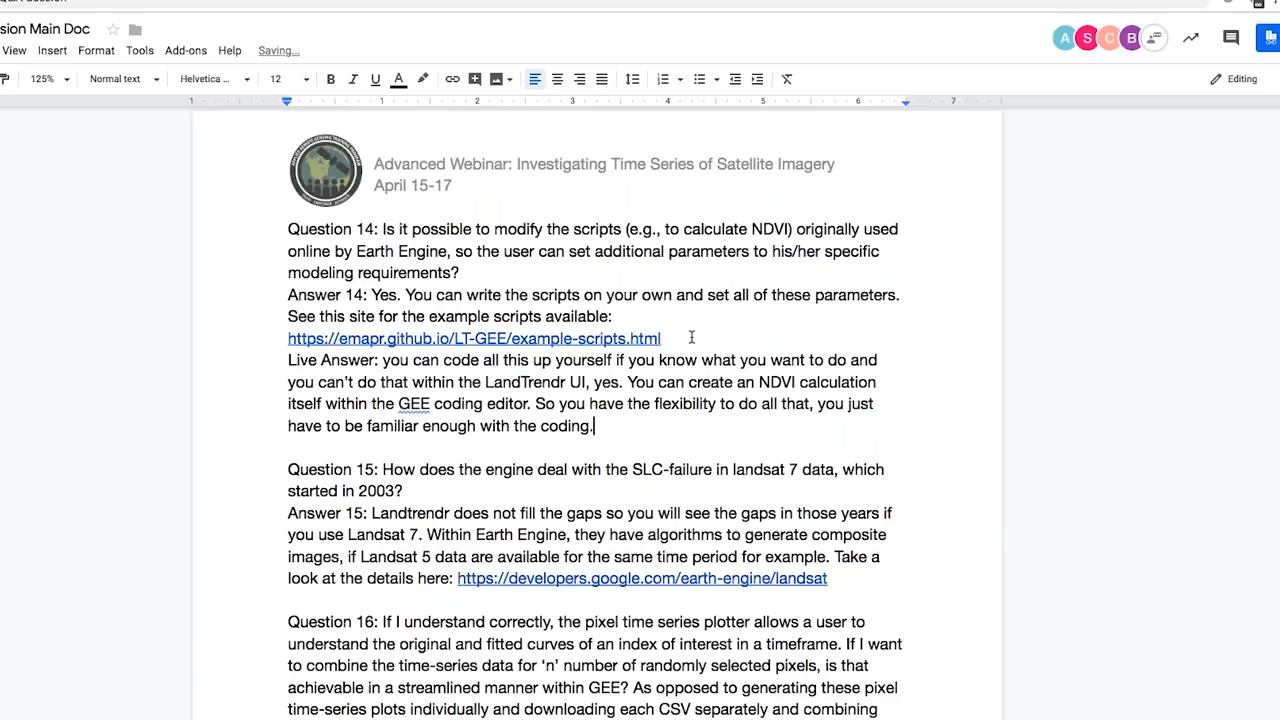 sion Main Doc
View Insert Format Tools Add-ons Help Saving...
A S C B
125% Normal text Helvetica ... 12 B I U A Editing
1 1 2 3 4 5 6 7
Advanced Webinar: Investigating Time Series of Satellite Imagery
April 15-17
Question 14: Is it possible to modify the scripts (e.g., to calculate NDVI) originally used
online by Earth Engine, so the user can set additional parameters to his/her specific
modeling requirements?
Answer 14: Yes. You can write the scripts on your own and set all of these parameters.
See this site for the example scripts available:
https://emapr.github.io/LT-GEE/example-scripts.html
Live Answer: you can code all this up yourself if you know what you want to do and
you can't do that within the LandTrendr UI, yes. You can create an NDVI calculation
itself within the GEE coding editor. So you have the flexibility to do all that, you just
have to be familiar enough with the coding.
Question 15: How does the engine deal with the SLC-failure in landsat 7 data, which
started in 2003?
Answer 15: Landtrendr does not fill the gaps so you will see the gaps in those years if
you use Landsat 7. Within Earth Engine, they have algorithms to generate composite
images, if Landsat 5 data are available for the same time period for example. Take a
look at the details here: https://developers.google.com/earth-engine/landsat
Question 16: If I understand correctly, the pixel time series plotter allows a user to
understand the original and fitted curves of an index of interest in a timeframe. If I want
to combine the time-series data for 'n' number of randomly selected pixels, is that
achievable in a streamlined manner within GEE? As opposed to generating these pixel
time-series plots individually and downloading each CSV separately and combining